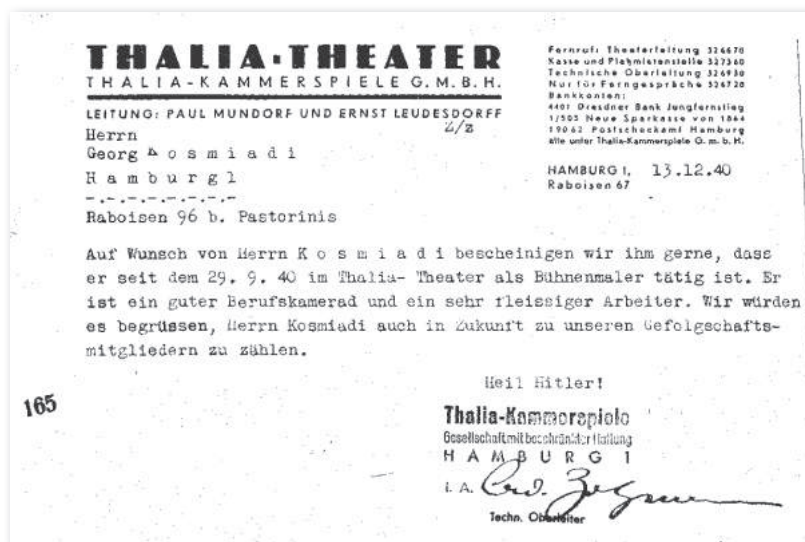 THALIA-THEATER
THALIA-KAMMERSPIELE G.M.B.H.
LEITUNG: PAUL MUNDORF UND ERNST LEUDESDORFF
Z/z
Fernruf: Theaterleitung 326670
Kasse und Platzmietenstelle 327360
Technische Oberleitung 326930
Nur für Ferngespräche 326720
Bankkonten:
4401 Dresdner Bank Jungfernstieg
1/505 Neue Sparkasse von 1864
19062 Postscheckamt Hamburg
alle unter Thalia-Kammerspiele G. m. b. H.
HAMBURG 1, 13.12.40
Raboisen 67
Herrn
Georg K o s m i a d i
H a m b u r g 1
-.-.-.-.-.-.-.-
Raboisen 96 b. Pastorinis
Auf Wunsch von Herrn K o s m i a d i bescheinigen wir ihm gerne, dass
er seit dem 29. 9. 40 im Thalia- Theater als Bühnenmaler tätig ist. Er
ist ein guter Berufskamerad und ein sehr fleissiger Arbeiter. Wir würden
es begrüssen, Herrn Kosmiadi auch in Zukunft zu unseren Gefolgschafts-
mitgliedern zu zählen.
Heil Hitler!
Thalia-Kammerspiele
Gesellschaft mit beschränkter Haftung
HAMBURG 1
i. A.
Techn. Oberleiter
165